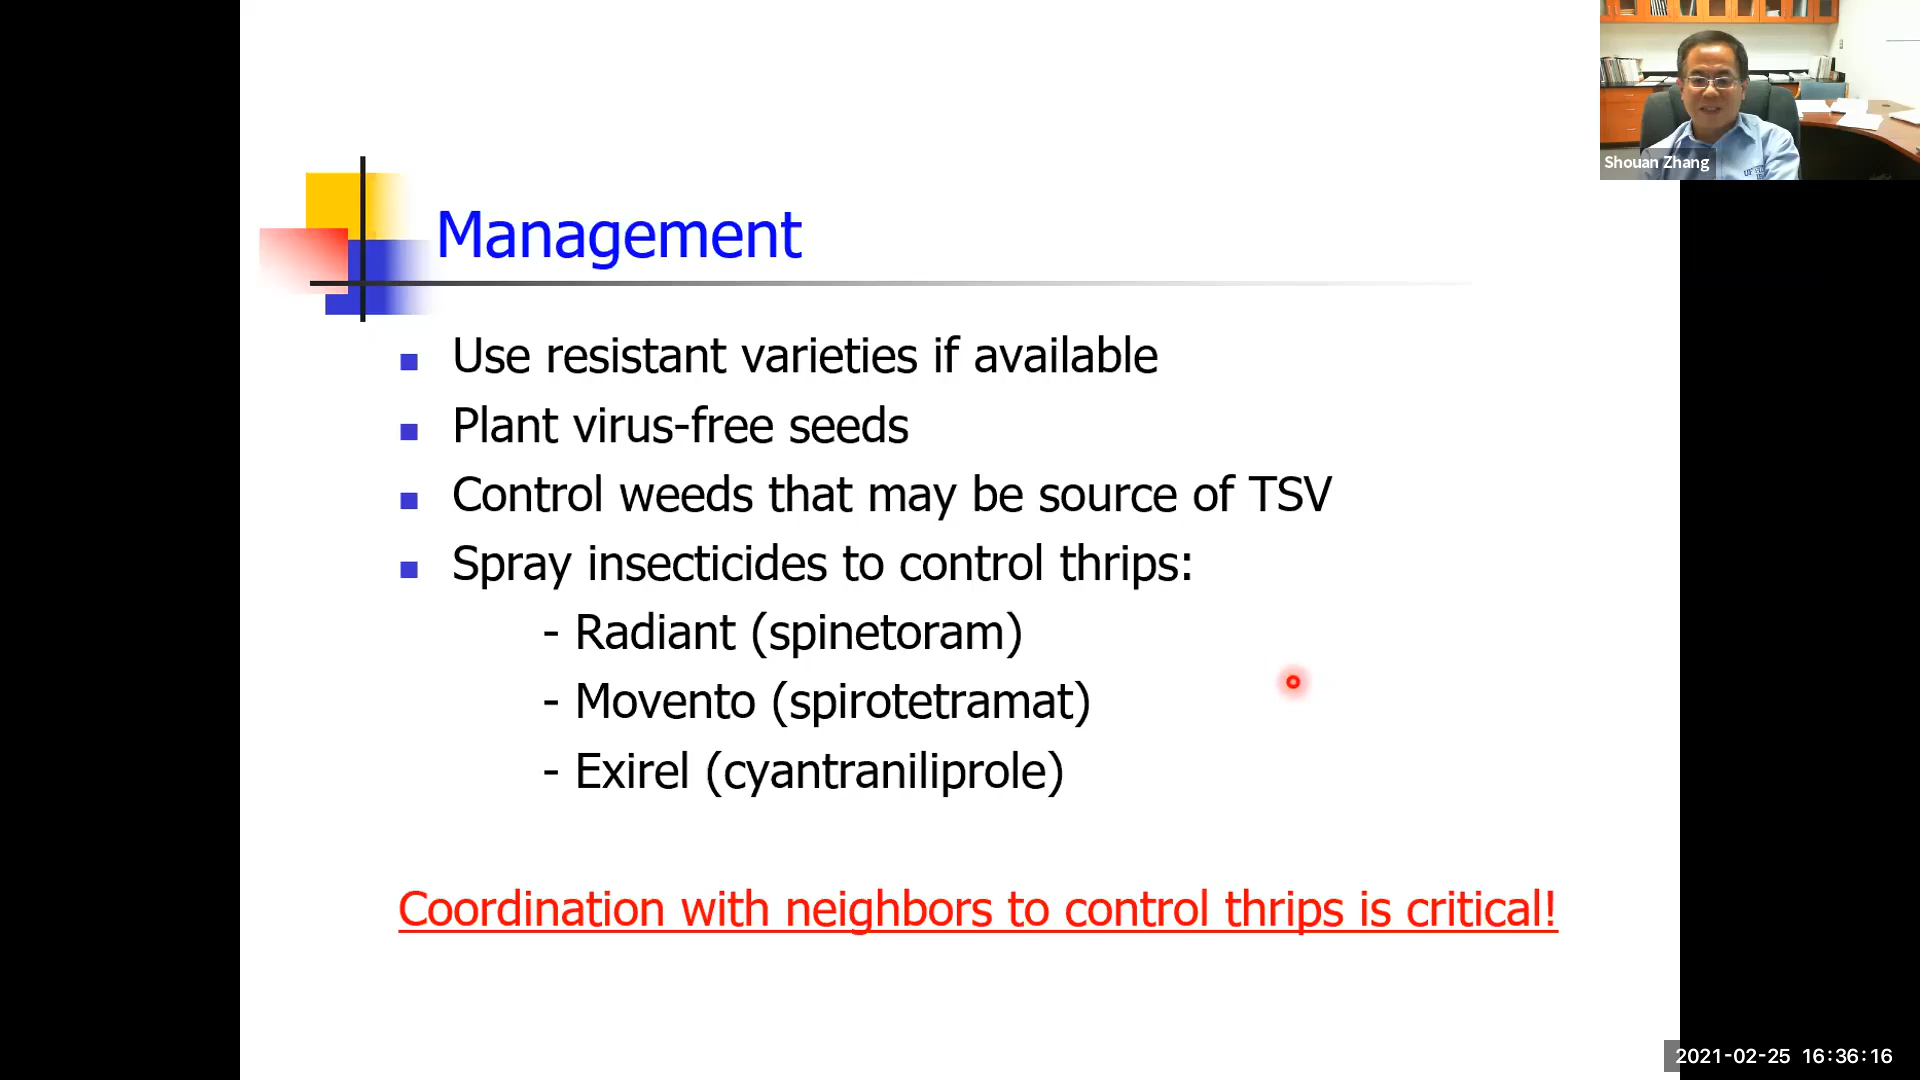 Shouan Zhang
Management
Use resistant varieties if available
Plant virus-free seeds
Control weeds that may be source of TSV
Spray insecticides to control thrips:
- Radiant (spinetoram)
- Movento (spirotetramat)
- Exirel (cyantraniliprole)
Coordination with neighbors to control thrips is critical!
2021-02-25 16:36:16